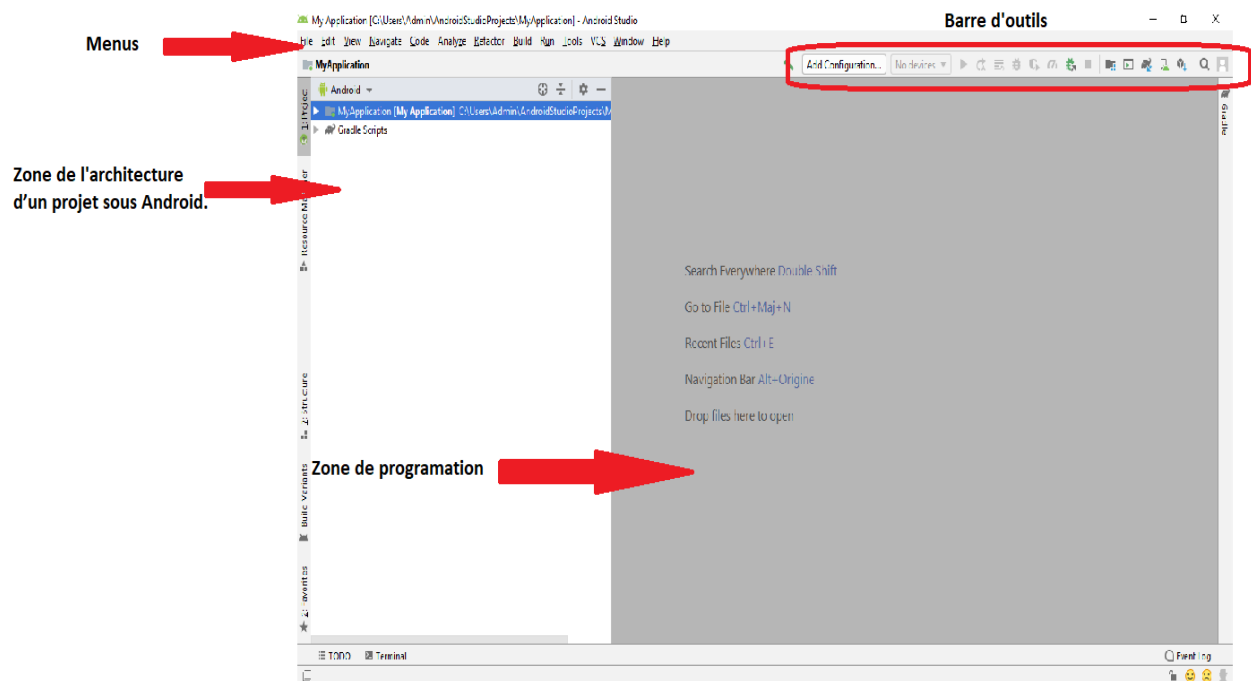 My Application [C:\Users\Admin\AndroidStudioProjects\MyApplication] - Android Studio
Barre d'outils
Menus
File Edit View Navigate Code Analyze Refactor Build Run Tools VCS Window Help
MyApplication
Add Configuration...
No devices
Android
1: Project
MyApplication [My Application] C:\Users\Admin\AndroidStudioProjects\M
Gradle Scripts
Gradle
Zone de l'architecture
d’un projet sous Android.
Resource Manager
Search Everywhere Double Shift
Go to File Ctrl+Maj+N
Recent Files Ctrl+E
Navigation Bar Alt+Origine
Drop files here to open
Z: Structure
Zone de programation
Build Variants
2: Favorites
TODO
Terminal
Event Log